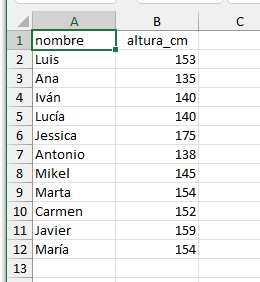 A B C
1 nombre altura_cm
2 Luis 153
3 Ana 135
4 Iván 140
5 Lucía 140
6 Jessica 175
7 Antonio 138
8 Mikel 145
9 Marta 154
10 Carmen 152
11 Javier 159
12 María 154
13